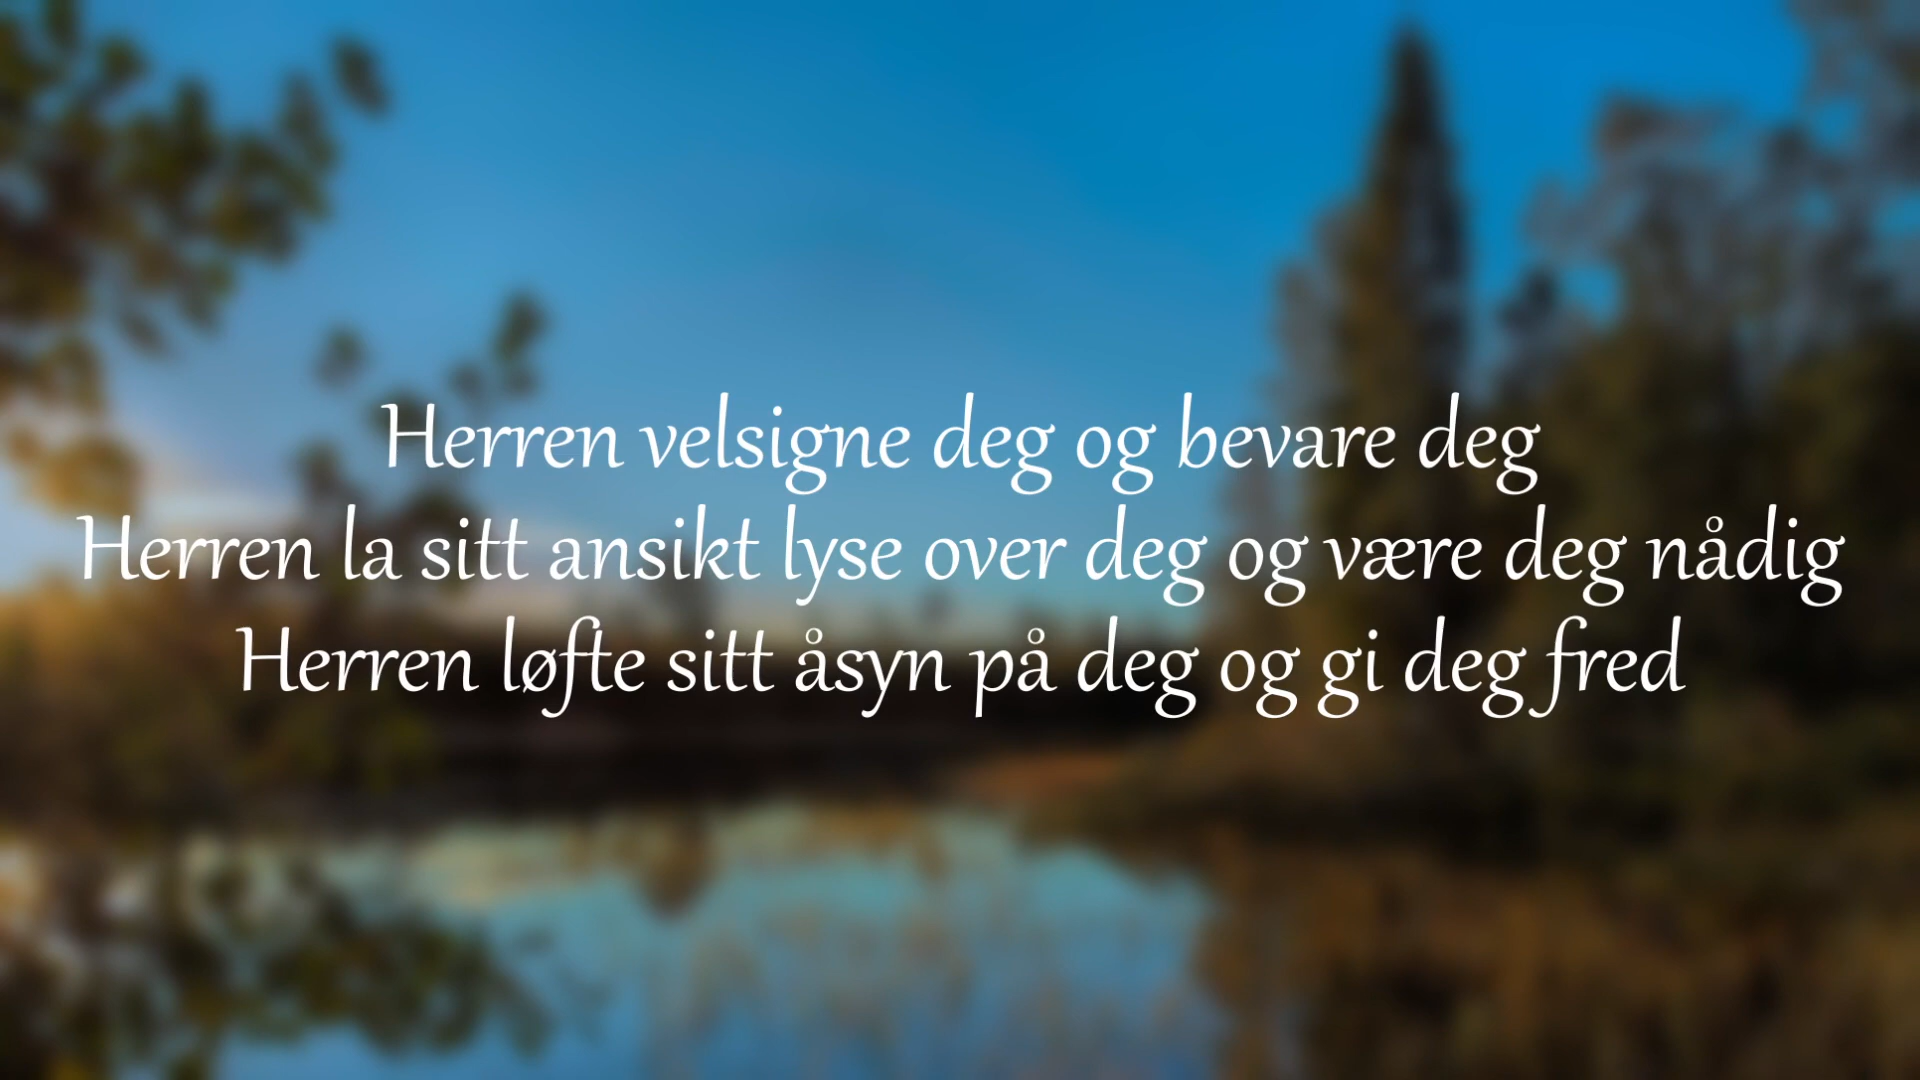 Herren velsigne deg og bevare deg
Herren la sitt ansikt lyse over deg og være deg nådig
Herren løfte sitt åsyn på deg og gi deg fred